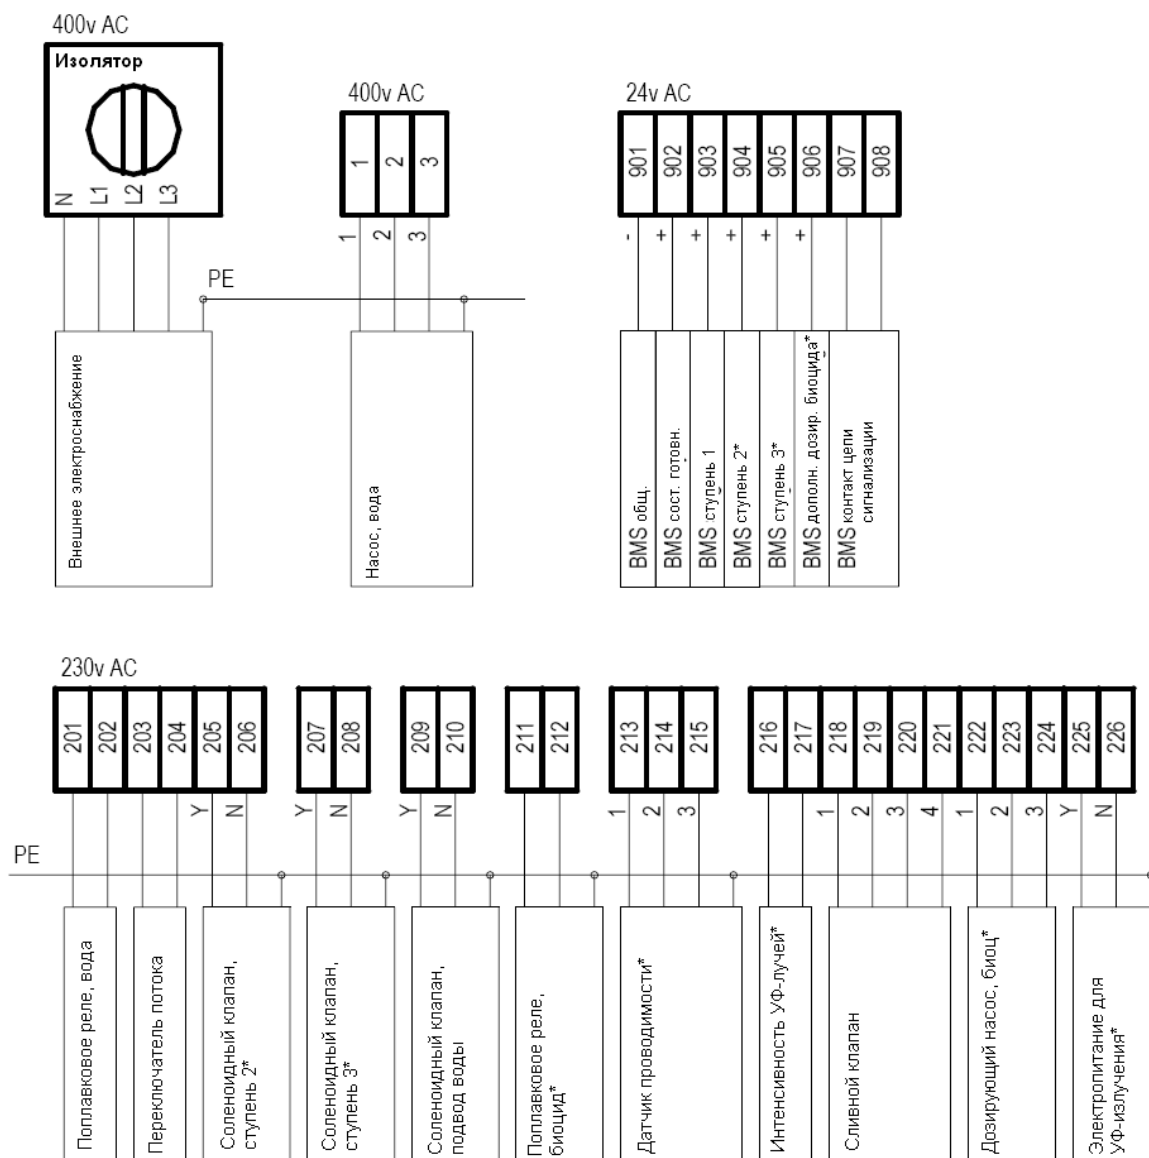 400v AC
Изолятор
N
L1
L2
L3
PE
Внешнее электроснабжение
400v AC
1
2
3
1
2
3
Насос, вода
24v AC
901
902
903
904
905
906
907
908
-
+
+
+
+
+
BMS общ.
BMS сост. готовн.
BMS ступень 1
BMS ступень 2*
BMS ступень 3*
BMS дополн. дозир. биоцида*
BMS контакт цепи
сигнализации
230v AC
201
202
203
204
205
206
207
208
209
210
211
212
213
214
215
216
217
218
219
220
221
222
223
224
225
226
Y
N
Y
N
Y
N
1
2
3
1
2
3
4
1
2
3
Y
N
PE
Поплавковое реле, вода
Переключатель потока
Соленоидный клапан,
ступень 2*
Соленоидный клапан,
ступень 3*
Соленоидный клапан,
подвод воды
Поплавковое реле,
биоцид*
Датчик проводимости*
Интенсивность УФ-лучей*
Сливной клапан
Дозирующий насос, биоц*
Электропитание для
УФ-излучения*